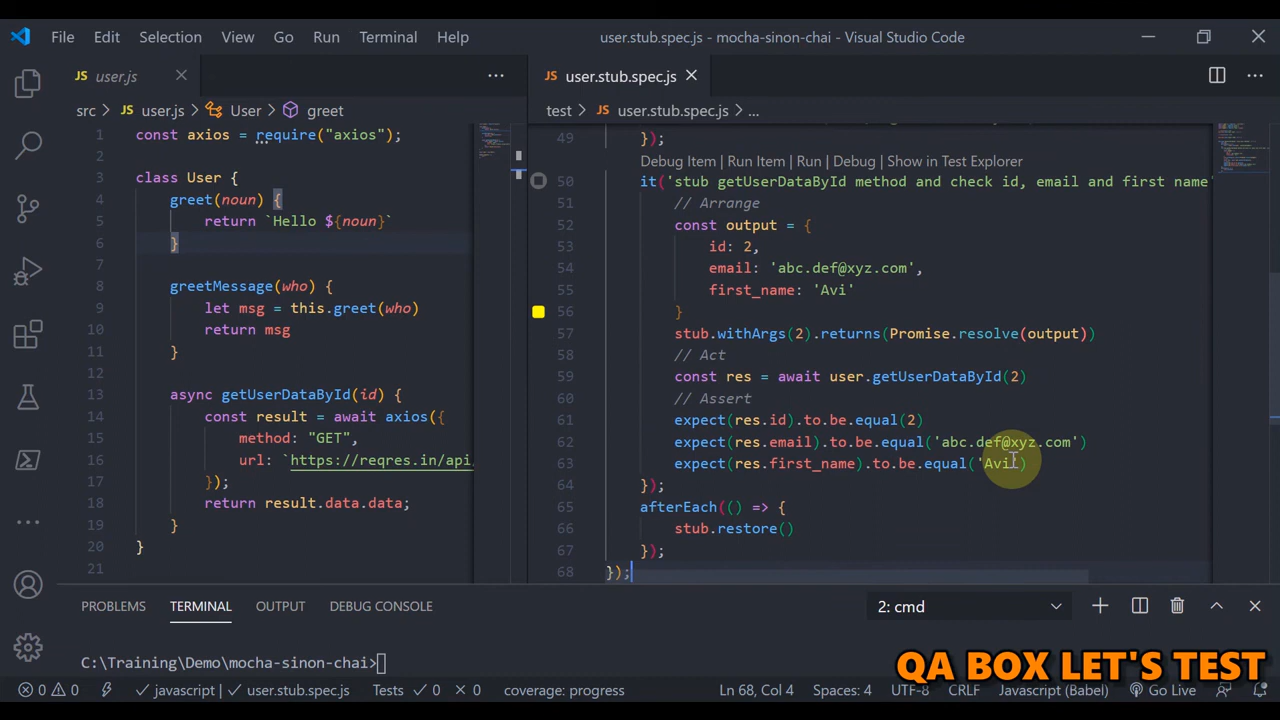 File Edit Selection View Go Run Terminal Help
user.stub.spec.js - mocha-sinon-chai - Visual Studio Code
JS user.js
src > JS user.js > User > greet
1 const axios = require("axios");
2
3 class User {
4 greet(noun) {
5 return `Hello ${noun}`
6 }
7
8 greetMessage(who) {
9 let msg = this.greet(who)
10 return msg
11 }
12
13 async getUserDataById(id) {
14 const result = await axios({
15 method: "GET",
16 url: `https://reqres.in/api/
17 });
18 return result.data.data;
19 }
20 }
21
JS user.stub.spec.js
test > JS user.stub.spec.js > ...
49 });
Debug Item | Run Item | Run | Debug | Show in Test Explorer
50 it('stub getUserDataById method and check id, email and first name'
51 // Arrange
52 const output = {
53 id: 2,
54 email: 'abc.def@xyz.com',
55 first_name: 'Avi'
56 }
57 stub.withArgs(2).returns(Promise.resolve(output))
58 // Act
59 const res = await user.getUserDataById(2)
60 // Assert
61 expect(res.id).to.be.equal(2)
62 expect(res.email).to.be.equal('abc.def@xyz.com')
63 expect(res.first_name).to.be.equal('Avi')
64 });
65 afterEach(() => {
66 stub.restore()
67 });
68 });
PROBLEMS TERMINAL OUTPUT DEBUG CONSOLE
2: cmd
C:\Training\Demo\mocha-sinon-chai>
QA BOX LET'S TEST
0 0 javascript | user.stub.spec.js Tests 0 0 coverage: progress Ln 68, Col 4 Spaces: 4 UTF-8 CRLF Javascript (Babel) Go Live